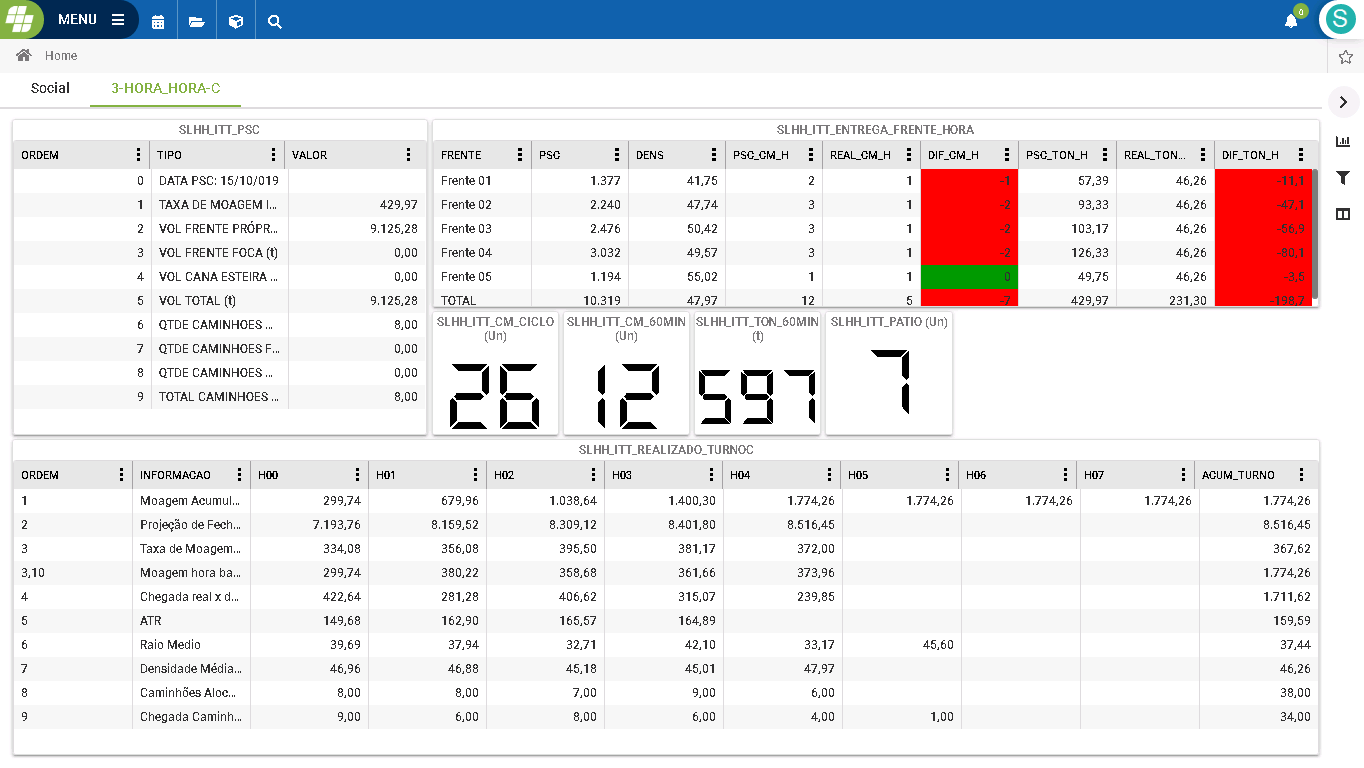 MENU
0
S
Home
Social 3-HORA_HORA-C
SLHH_ITT_PSC
ORDEM TIPO VALOR
0 DATA PSC: 15/10/019
1 TAXA DE MOAGEM I... 429,97
2 VOL FRENTE PRÓPR... 9.125,28
3 VOL FRENTE FOCA (t) 0,00
4 VOL CANA ESTEIRA ... 0,00
5 VOL TOTAL (t) 9.125,28
6 QTDE CAMINHOES ... 8,00
7 QTDE CAMINHOES F... 0,00
8 QTDE CAMINHOES ... 0,00
9 TOTAL CAMINHOES ... 8,00
SLHH_ITT_ENTREGA_FRENTE_HORA
FRENTE PSC DENS PSC_CM_H REAL_CM_H DIF_CM_H PSC_TON_H REAL_TON... DIF_TON_H
Frente 01 1.377 41,75 2 1 -1 57,39 46,26 -11,1
Frente 02 2.240 47,74 3 1 -2 93,33 46,26 -47,1
Frente 03 2.476 50,42 3 1 -2 103,17 46,26 -56,9
Frente 04 3.032 49,57 3 1 -2 126,33 46,26 -80,1
Frente 05 1.194 55,02 1 1 0 49,75 46,26 -3,5
TOTAL 10.319 47,97 12 5 -7 429,97 231,30 -198,7
SLHH_ITT_CM_CICLO
(Un)
26
SLHH_ITT_CM_60MIN
(Un)
12
SLHH_ITT_TON_60MIN
(t)
597
SLHH_ITT_PATIO (Un)
7
SLHH_ITT_REALIZADO_TURNOC
ORDEM INFORMACAO H00 H01 H02 H03 H04 H05 H06 H07 ACUM_TURNO
1 Moagem Acumul... 299,74 679,96 1.038,64 1.400,30 1.774,26 1.774,26 1.774,26 1.774,26 1.774,26
2 Projeção de Fech... 7.193,76 8.159,52 8.309,12 8.401,80 8.516,45 8.516,45
3 Taxa de Moagem... 334,08 356,08 395,50 381,17 372,00 367,62
3,10 Moagem hora ba... 299,74 380,22 358,68 361,66 373,96 1.774,26
4 Chegada real x d... 422,64 281,28 406,62 315,07 239,85 1.711,62
5 ATR 149,68 162,90 165,57 164,89 159,59
6 Raio Medio 39,69 37,94 32,71 42,10 33,17 45,60 37,44
7 Densidade Média... 46,96 46,88 45,18 45,01 47,97 46,26
8 Caminhões Aloc... 8,00 8,00 7,00 9,00 6,00 38,00
9 Chegada Caminh... 9,00 6,00 8,00 6,00 4,00 1,00 34,00